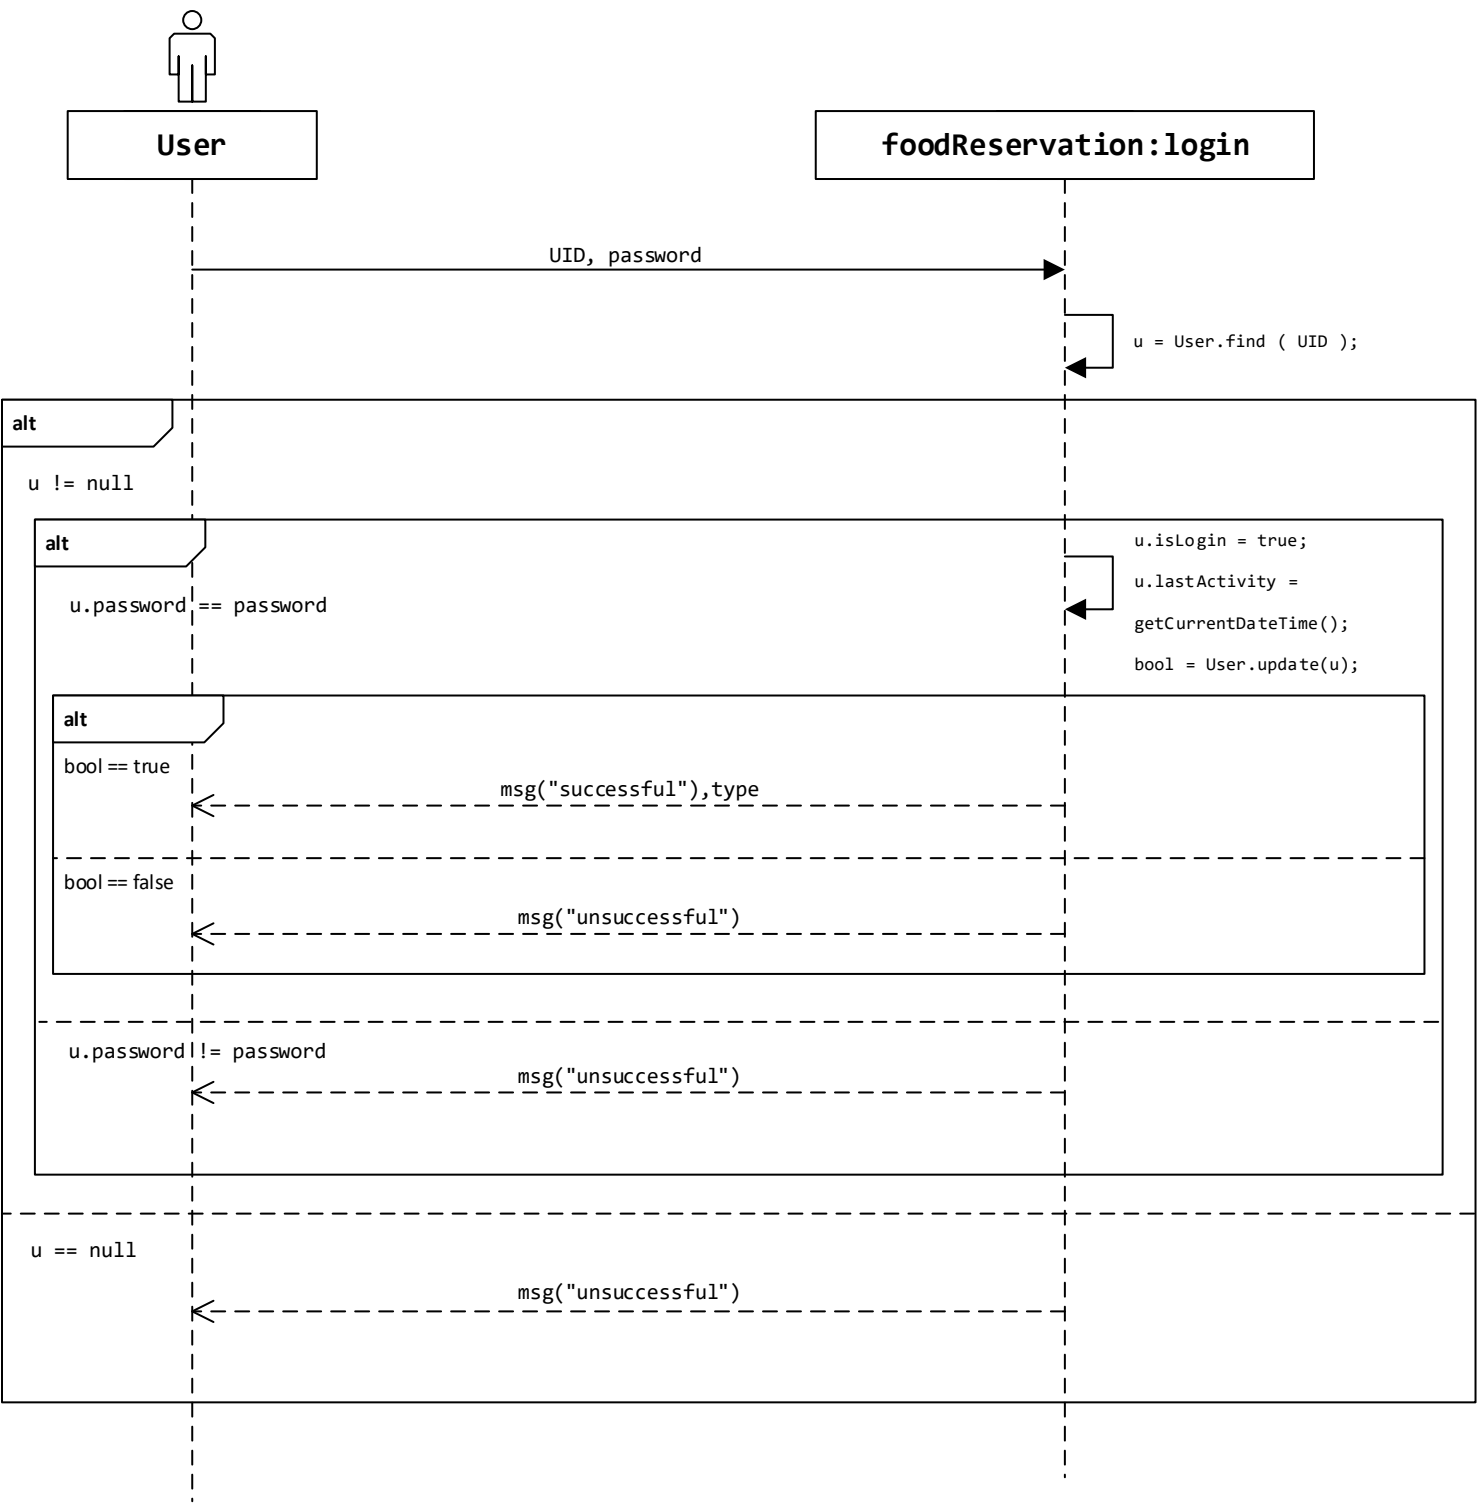 User
foodReservation:login
UID, password
u = User.find ( UID );
alt
u != null
alt
u.isLogin = true;
u.lastActivity =
getCurrentDateTime();
bool = User.update(u);
u.password == password
alt
bool == true
msg("successful"),type
bool == false
msg("unsuccessful")
u.password != password
msg("unsuccessful")
u == null
msg("unsuccessful")